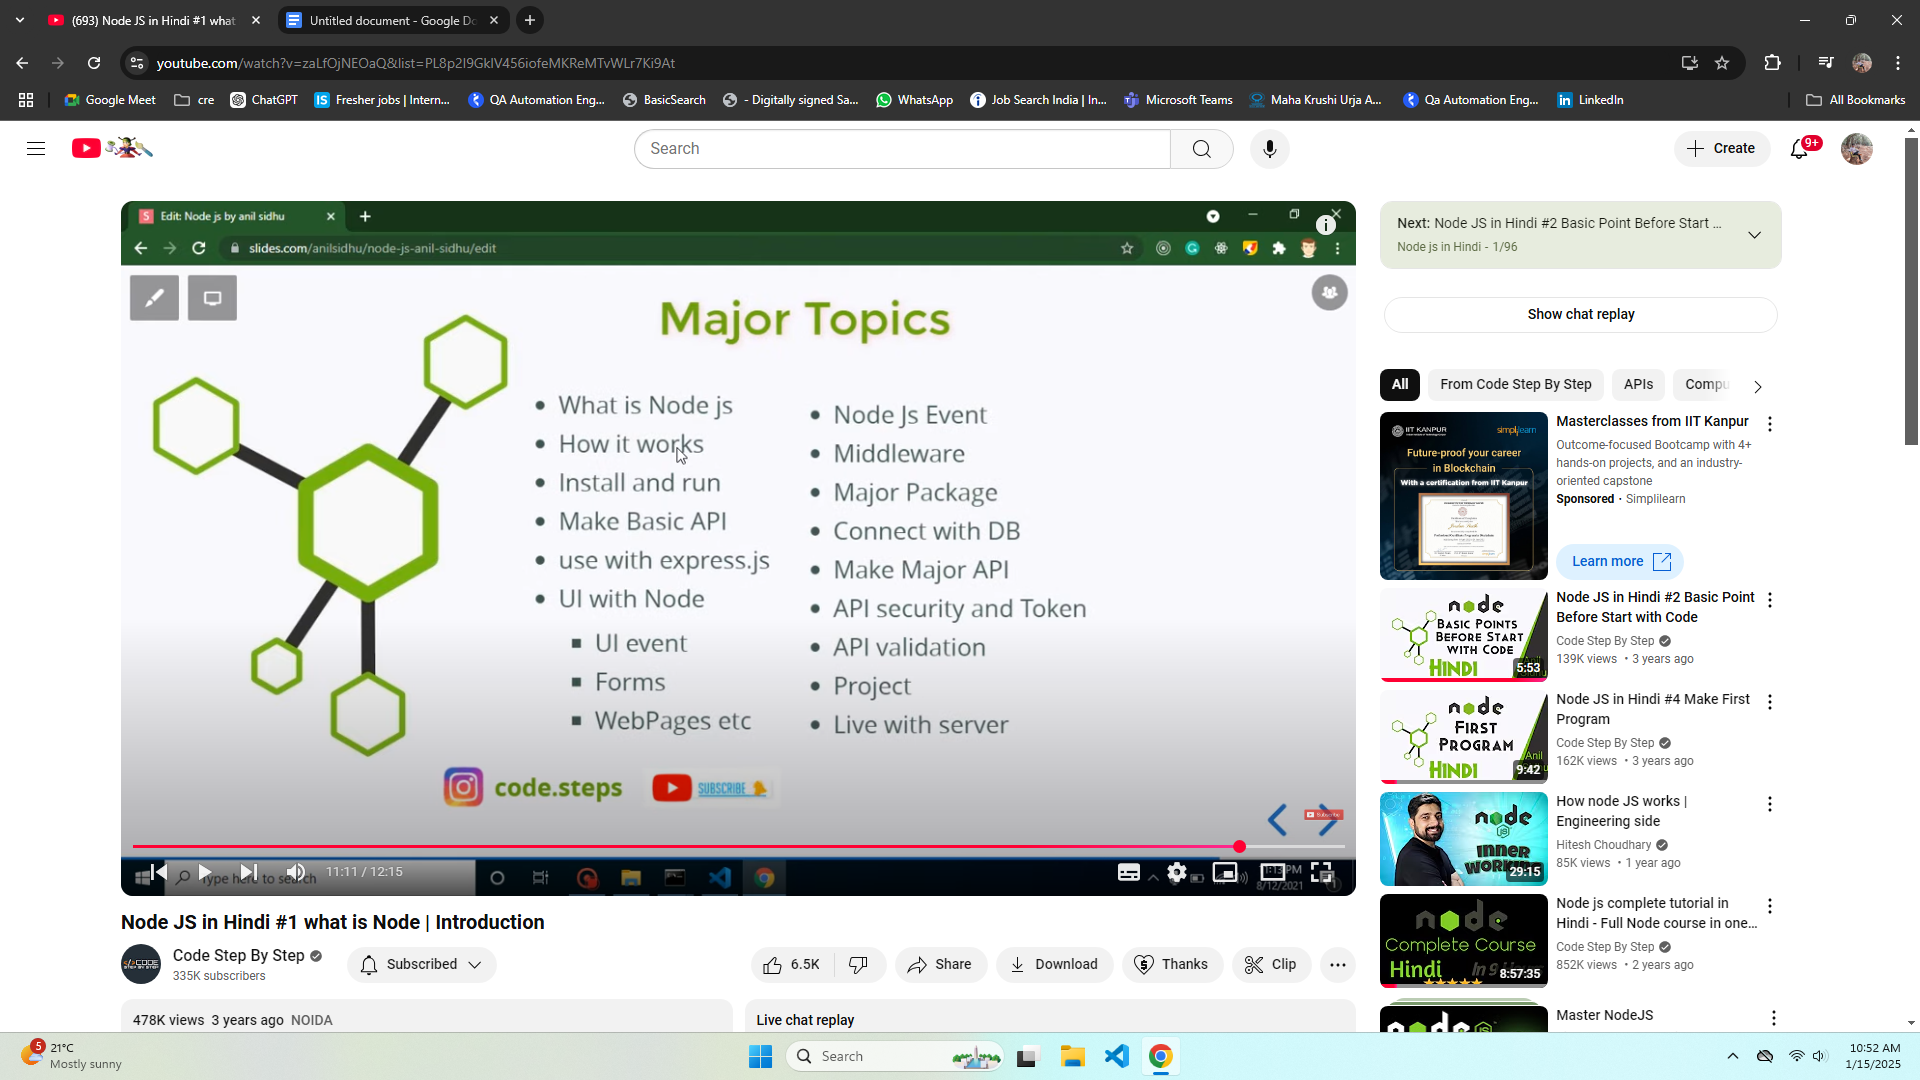 (693) Node JS in Hindi #1 what
Untitled document - Google Do
youtube.com/watch?v=zaLfOjNEOaQ&list=PL8p2I9GklV456iofeMKReMTvWLr7Ki9At
Google Meet
cre
ChatGPT
Fresher jobs | Intern...
QA Automation Eng...
BasicSearch
- Digitally signed Sa...
WhatsApp
Job Search India | In...
Microsoft Teams
Maha Krushi Urja A...
Qa Automation Eng...
LinkedIn
All Bookmarks
Search
Create
9+
Edit: Node js by anil sidhu
slides.com/anilsidhu/node-js-anil-sidhu/edit
Major Topics
What is Node js
How it works
Install and run
Make Basic API
use with express.js
UI with Node
UI event
Forms
WebPages etc
Node Js Event
Middleware
Major Package
Connect with DB
Make Major API
API security and Token
API validation
Project
Live with server
code.steps
SUBSCRIBE
Subscribe
Type here to search
11:11 / 12:15
1:13 PM
8/12/2021
Node JS in Hindi #1 what is Node | Introduction
Code Step By Step
335K subscribers
Subscribed
6.5K
Share
Download
Thanks
Clip
478K views 3 years ago NOIDA
Live chat replay
Next: Node JS in Hindi #2 Basic Point Before Start ...
Node js in Hindi - 1/96
Show chat replay
All
From Code Step By Step
APIs
Compu
IIT KANPUR
simplilearn
Future-proof your career
in Blockchain
With a certification from IIT Kanpur
Masterclasses from IIT Kanpur
Outcome-focused Bootcamp with 4+
hands-on projects, and an industry-
oriented capstone
Sponsored · Simplilearn
Learn more
node
BASIC POINTS
BEFORE START
WITH CODE
HINDI
5:53
Node JS in Hindi #2 Basic Point
Before Start with Code
Code Step By Step
139K views • 3 years ago
node
FIRST
PROGRAM
Anil
HINDI
9:42
Node JS in Hindi #4 Make First
Program
Code Step By Step
162K views • 3 years ago
node
INNER
WORKING
29:15
How node JS works |
Engineering side
Hitesh Choudhary
85K views • 1 year ago
node
Complete Course
Hindi In 9
8:57:35
Node js complete tutorial in
Hindi - Full Node course in one...
Code Step By Step
852K views • 2 years ago
Master NodeJS
5
21°C
Mostly sunny
Search
10:52 AM
1/15/2025